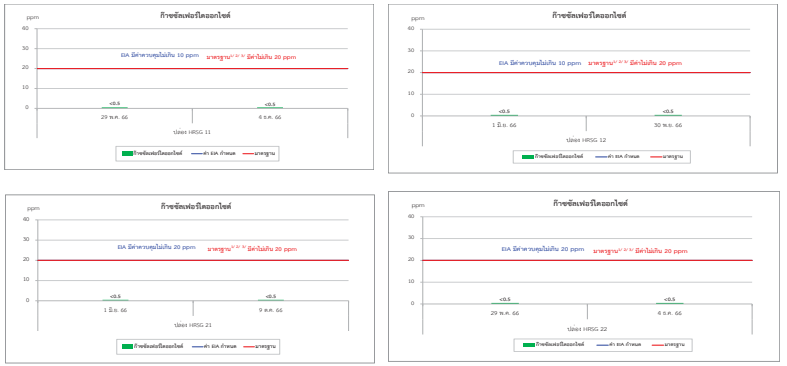 ก๊าซซัลเฟอร์ไดออกไซด์
ppm
40
30
EIA มีค่าควบคุมไม่เกิน 10 ppm มาตรฐาน1/ 2/ 3/ มีค่าไม่เกิน 20 ppm
20
10
<0.5 <0.5
0
29 พ.ค. 66 4 ธ.ค. 66
ปล่อง HRSG 11
ก๊าซซัลเฟอร์ไดออกไซด์ ค่า EIA กำหนด มาตรฐาน
ก๊าซซัลเฟอร์ไดออกไซด์
ppm
40
30
EIA มีค่าควบคุมไม่เกิน 10 ppm มาตรฐาน1/ 2/ 3/ มีค่าไม่เกิน 20 ppm
20
10
<0.5 <0.5
0
1 มิ.ย. 66 30 พ.ย. 66
ปล่อง HRSG 12
ก๊าซซัลเฟอร์ไดออกไซด์ ค่า EIA กำหนด มาตรฐาน
ก๊าซซัลเฟอร์ไดออกไซด์
ppm
40
30
EIA มีค่าควบคุมไม่เกิน 20 ppm มาตรฐาน มีค่าไม่เกิน 20 ppm
20
10
<0.5 <0.5
0
1 มิ.ย. 66 9 ต.ค. 66
ปล่อง HRSG 21
ก๊าซซัลเฟอร์ไดออกไซด์ ค่า EIA กำหนด มาตรฐาน
ก๊าซซัลเฟอร์ไดออกไซด์
ppm
40
30
EIA มีค่าควบคุมไม่เกิน 20 ppm มาตรฐาน มีค่าไม่เกิน 20 ppm
20
10
<0.5 <0.5
0
29 พ.ค. 66 4 ธ.ค. 66
ปล่อง HRSG 22
ก๊าซซัลเฟอร์ไดออกไซด์ ค่า EIA กำหนด มาตรฐาน